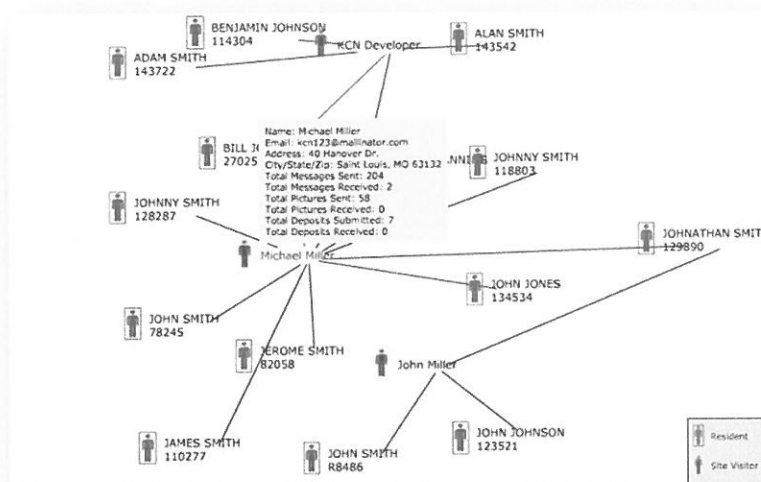 BENJAMIN JOHNSON
114304
KCN Developer
ALAN SMITH
143542
ADAM SMITH
143722
Name: Michael Miller
Email: kcn123@mailinator.com
Address: 40 Hanover Dr.
City/State/Zip: Saint Louis, MO 63132
Total Messages Sent: 204
Total Messages Received: 2
Total Pictures Sent: 58
Total Pictures Received: 0
Total Deposits Submitted: 7
Total Deposits Received: 0
BILL
27025
JOHNNY SMITH
118803
JOHNNY SMITH
128287
JOHNATHAN SMIT
129890
Michael Miller
JOHN JONES
134534
JOHN SMITH
78245
JEROME SMITH
82058
John Miller
JAMES SMITH
110277
JOHN SMITH
R8486
JOHN JOHNSON
123521
Resident
Site Visitor